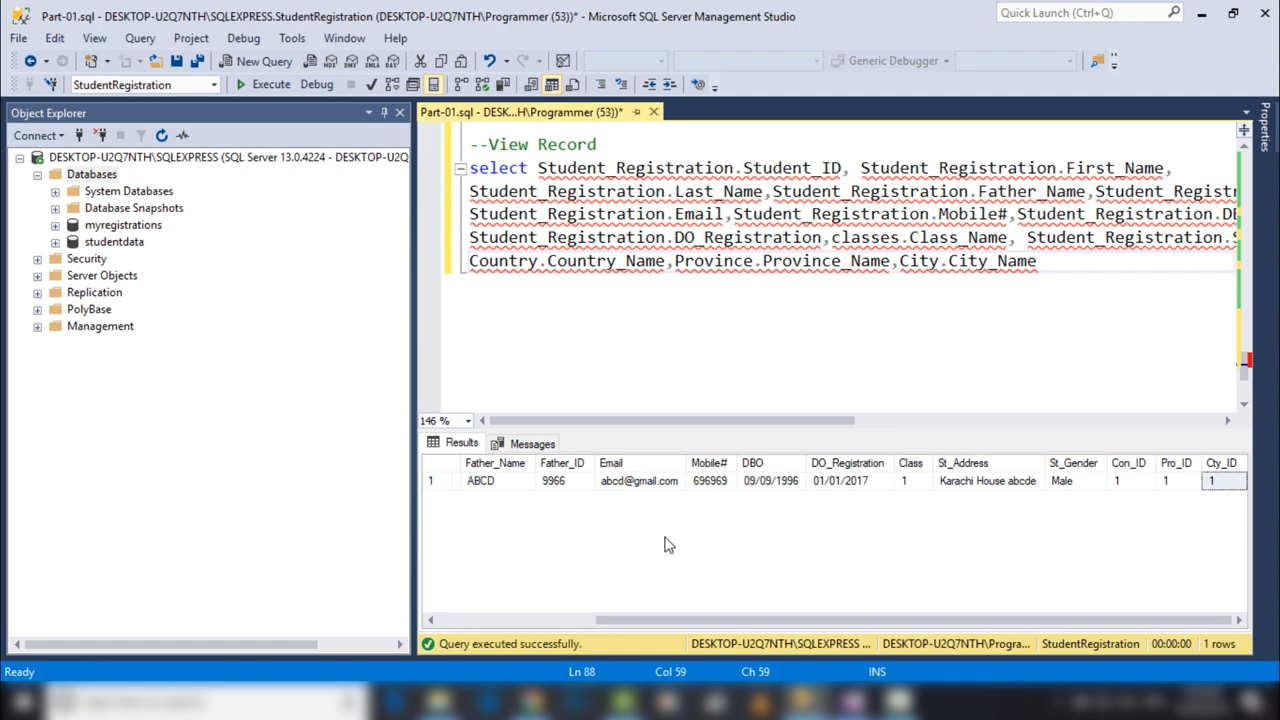 Part-01.sql - DESKTOP-U2Q7NTH\SQLEXPRESS.StudentRegistration (DESKTOP-U2Q7NTH\Programmer (53))* - Microsoft SQL Server Management Studio
Quick Launch (Ctrl+Q)
File Edit View Query Project Debug Tools Window Help
New Query
Generic Debugger
StudentRegistration
Execute Debug
Object Explorer
Part-01.sql - DESK...H\Programmer (53))*
Properties
Connect
DESKTOP-U2Q7NTH\SQLEXPRESS (SQL Server 13.0.4224 - DESKTOP-U2Q
Databases
System Databases
Database Snapshots
myregistrations
studentdata
Security
Server Objects
Replication
PolyBase
Management
--View Record
select Student_Registration.Student_ID, Student_Registration.First_Name,
Student_Registration.Last_Name,Student_Registration.Father_Name,Student_Registr
Student_Registration.Email,Student_Registration.Mobile#,Student_Registration.DB
Student_Registration.DO_Registration,classes.Class_Name, Student_Registration.S
Country.Country_Name,Province.Province_Name,City.City_Name
146 %
Results Messages
Father_Name Father_ID Email Mobile# DBO DO_Registration Class St_Address St_Gender Con_ID Pro_ID Cty_ID
1 ABCD 9966 abcd@gmail.com 696969 09/09/1996 01/01/2017 1 Karachi House abcde Male 1 1 1
Query executed successfully.
DESKTOP-U2Q7NTH\SQLEXPRESS ... DESKTOP-U2Q7NTH\Progra... StudentRegistration 00:00:00 1 rows
Ready Ln 88 Col 59 Ch 59 INS